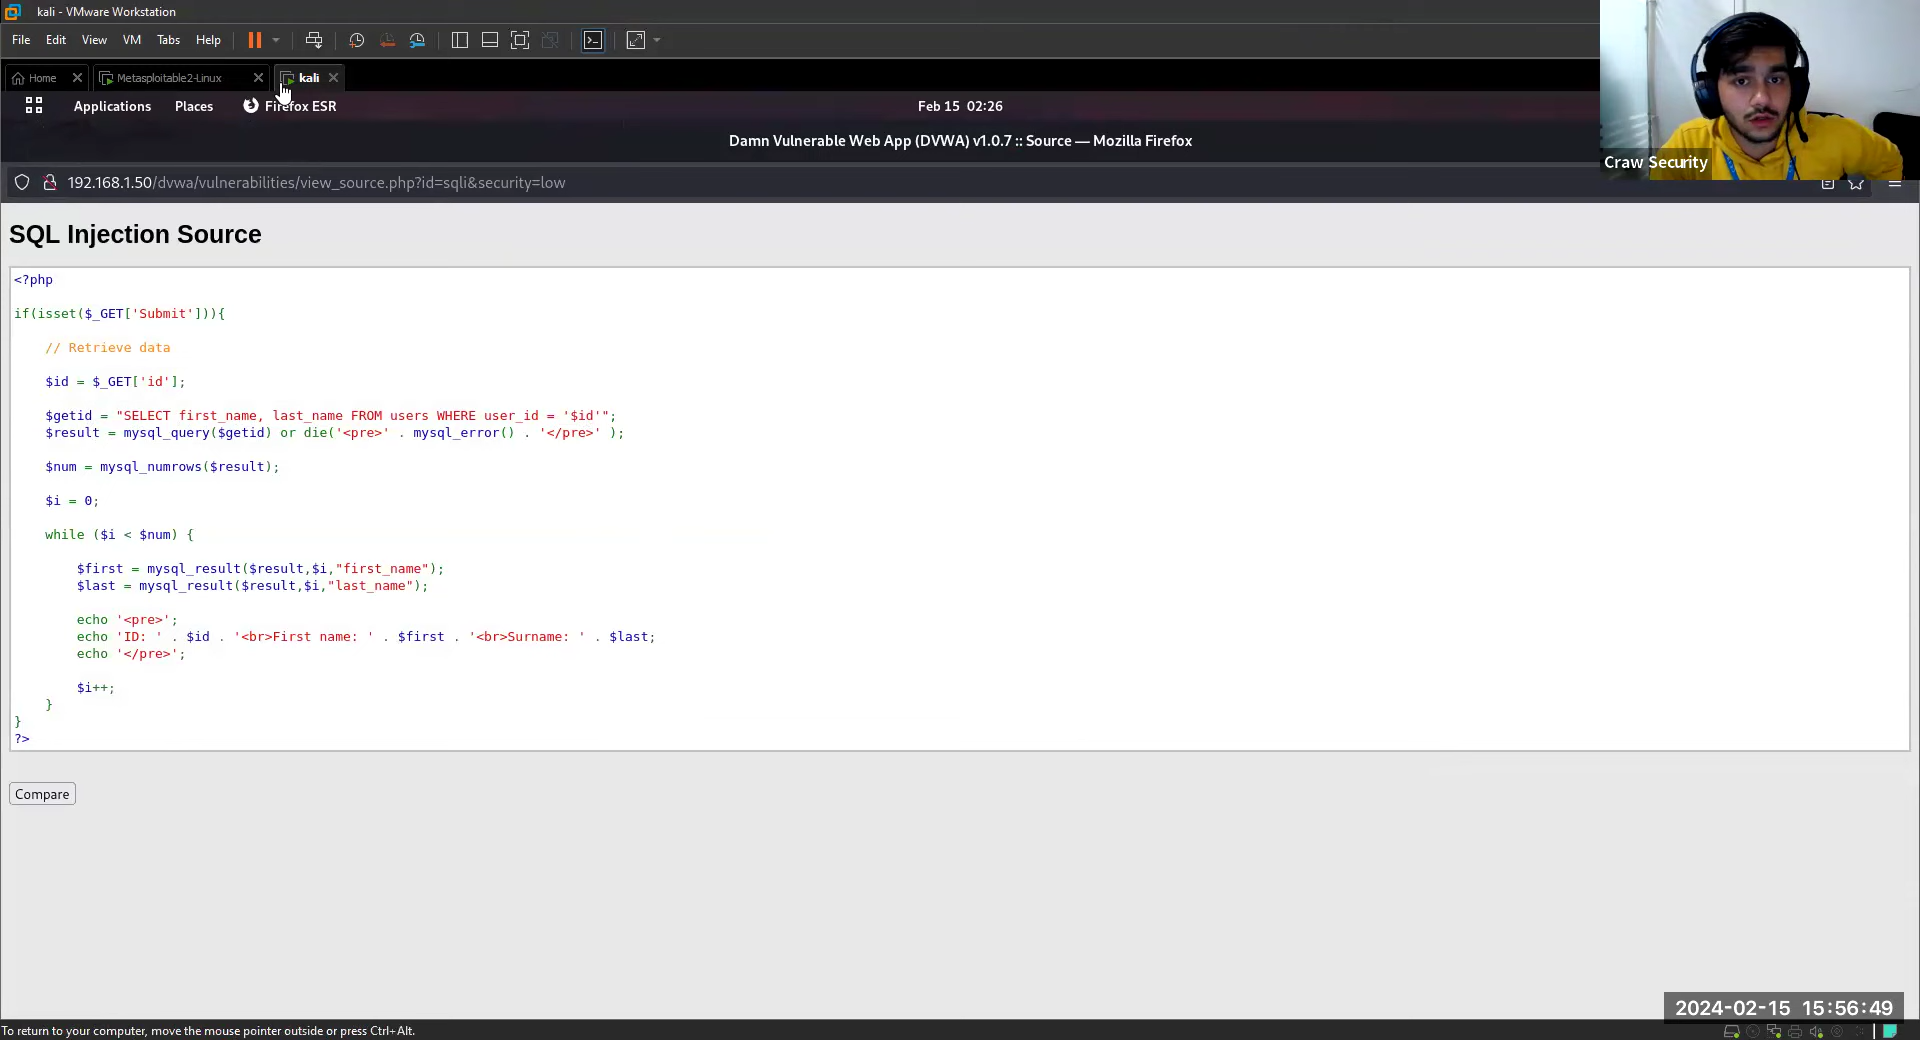 kali - VMware Workstation
File Edit View VM Tabs Help
Home Metasploitable2-Linux kali
Applications Places Firefox ESR Feb 15 02:26
Damn Vulnerable Web App (DVWA) v1.0.7 :: Source — Mozilla Firefox
Craw Security
192.168.1.50/dvwa/vulnerabilities/view_source.php?id=sqli&security=low
SQL Injection Source
<?php
if(isset($_GET['Submit'])){
// Retrieve data
$id = $_GET['id'];
$getid = "SELECT first_name, last_name FROM users WHERE user_id = '$id'";
$result = mysql_query($getid) or die('<pre>' . mysql_error() . '</pre>' );
$num = mysql_numrows($result);
$i = 0;
while ($i < $num) {
$first = mysql_result($result,$i,"first_name");
$last = mysql_result($result,$i,"last_name");
echo '<pre>';
echo 'ID: ' . $id . '<br>First name: ' . $first . '<br>Surname: ' . $last;
echo '</pre>';
$i++;
}
}
?>
Compare
2024-02-15 15:56:49
To return to your computer, move the mouse pointer outside or press Ctrl+Alt.